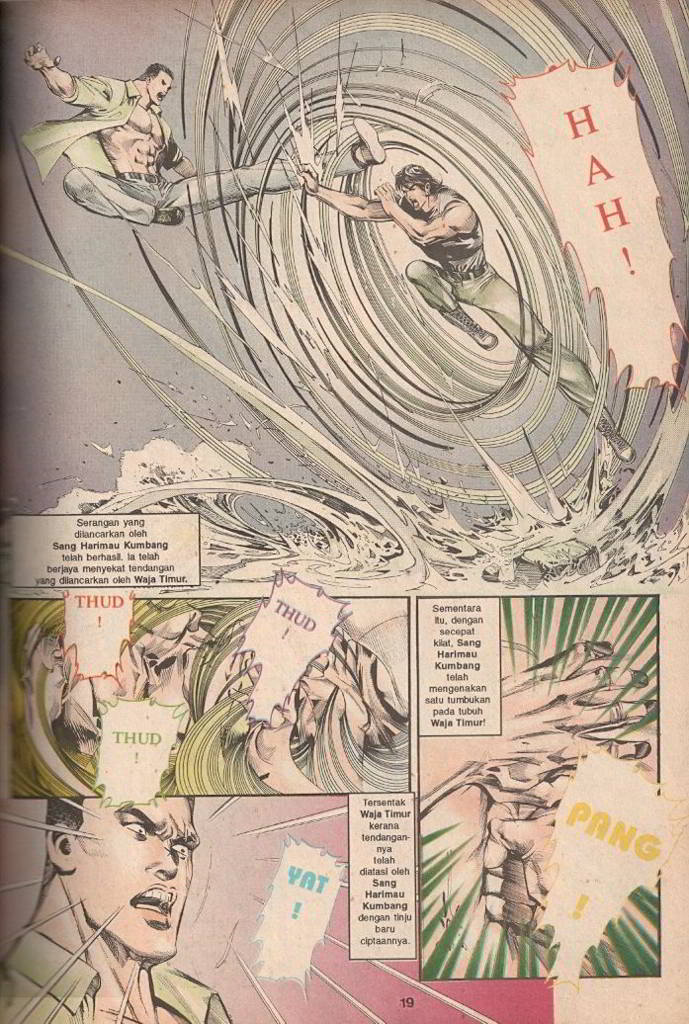 HAH!
Serangan yang
dilancarkan oleh
Sang Harimau Kumbang
telah berhasil. Ia telah
berjaya menyekat tendangan
yang dilancarkan oleh Waja Timur.
THUD
!
THUD
!
THUD
!
Sementara
itu, dengan
secepat
kilat, Sang
Harimau
Kumbang
telah
mengenakan
satu tumbukan
pada tubuh
Waja Timur!
PANG
!
Tersentak
Waja Timur
kerana
tendangan-
nya
telah
diatasi oleh
Sang
Harimau
Kumbang
dengan tinju
baru
ciptaannya.
YAT
!
19